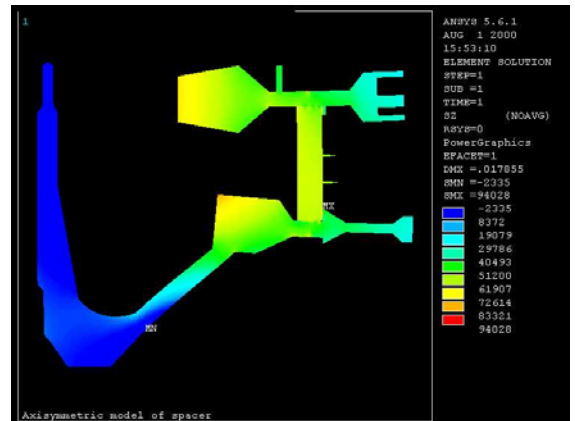 1
ANSYS 5.6.1
AUG 1 2000
15:53:10
ELEMENT SOLUTION
STEP=1
SUB =1
TIME=1
SZ (NOAVG)
RSYS=0
PowerGraphics
EFACET=1
DMX =.017855
SMN =-2335
SMX =94028
-2335
8372
19079
29786
40493
51200
61907
72614
83321
94028
MX
MN
Axisymmetric model of spacer